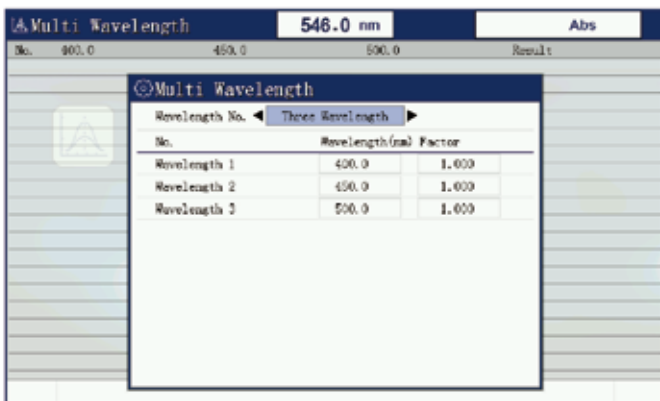 Multi Wavelength 546.0 nm Abs
No. 400.0 450.0 500.0 Result
Multi Wavelength
Wavelength No. ◀ Three Wavelength ▶
No. Wavelength(nm) Factor
Wavelength 1 400.0 1.000
Wavelength 2 450.0 1.000
Wavelength 3 500.0 1.000